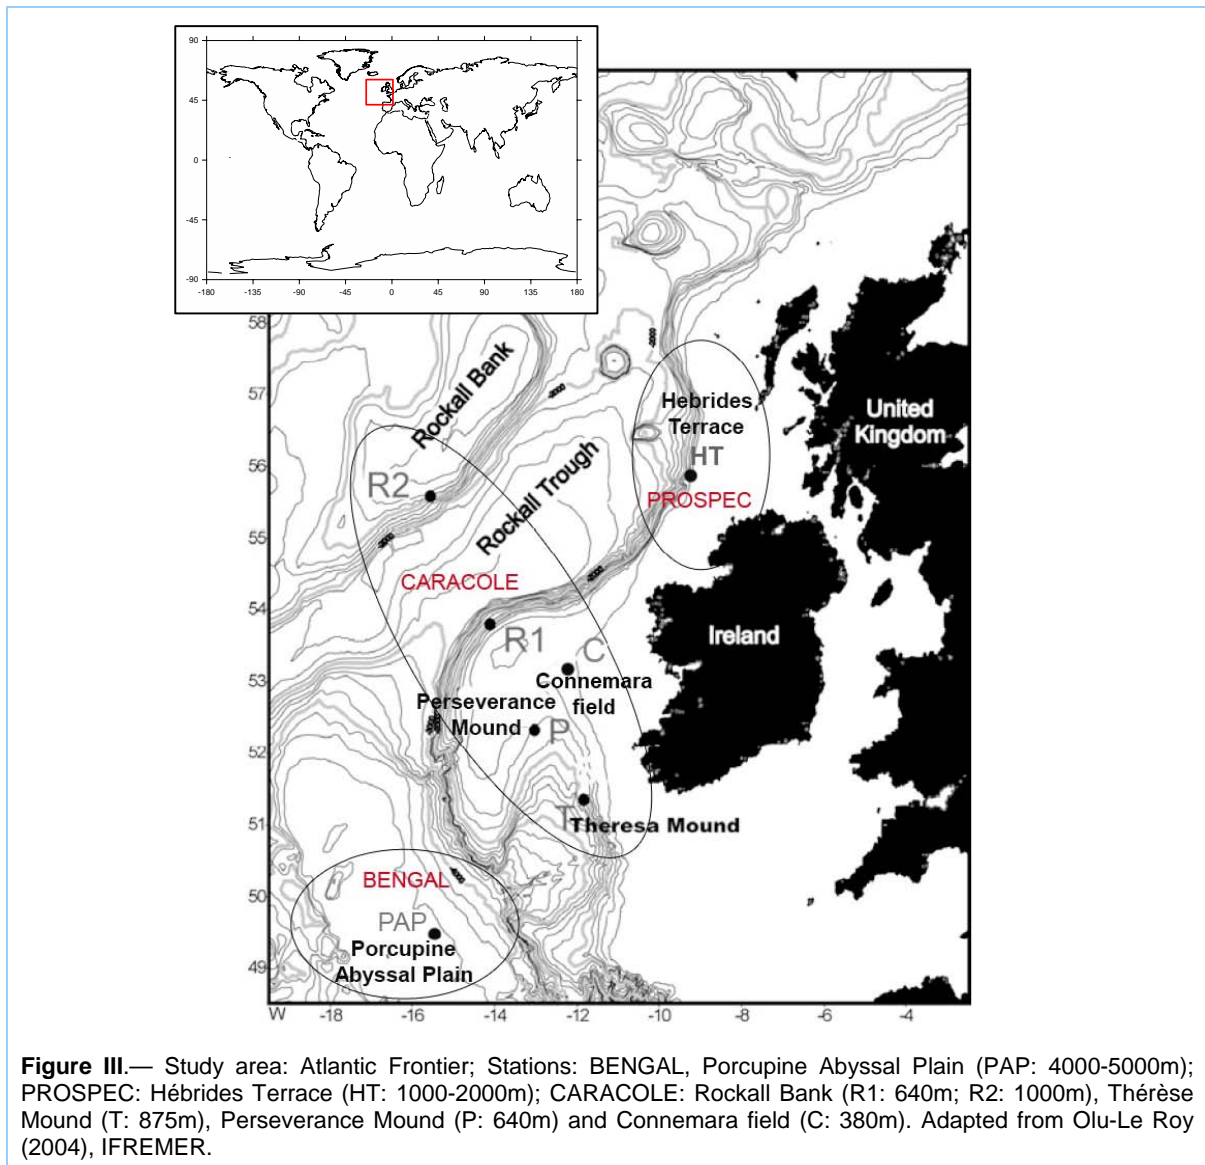 90
45
0
-45
-90
-180
-135
-90
-45
0
45
90
135
180
58
57
56
55
54
53
52
51
50
49
W
-18
-16
-14
-12
-10
-8
-6
-4
Rockall Bank
-2000
-2000
Hebrides
Terrace
HT
PROSPEC
United
Kingdom
R2
Rockall Trough
-2000
-2000
CARACOLE
R1
C
Connemara
field
Ireland
Perseverance
Mound
P
T
Theresa Mound
BENGAL
PAP
Porcupine
Abyssal Plain
Figure III.— Study area: Atlantic Frontier; Stations: BENGAL, Porcupine Abyssal Plain (PAP: 4000-5000m);
PROSPEC: Hébrides Terrace (HT: 1000-2000m); CARACOLE: Rockall Bank (R1: 640m; R2: 1000m), Thérèse
Mound (T: 875m), Perseverance Mound (P: 640m) and Connemara field (C: 380m). Adapted from Olu-Le Roy
(2004), IFREMER.